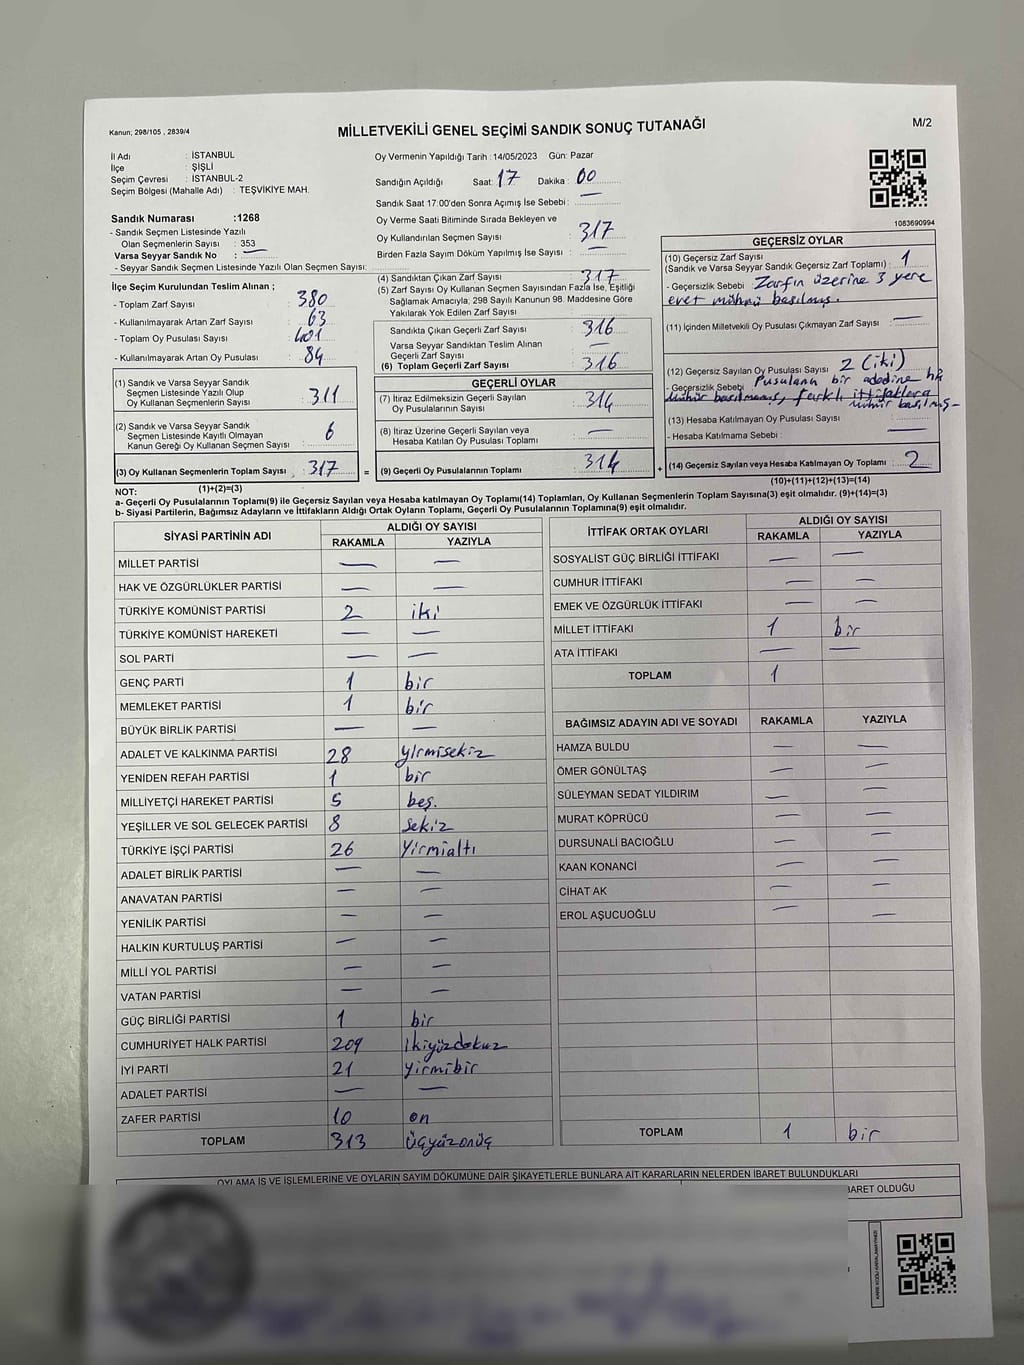 Kanun; 298/105 , 2839/4
MİLLETVEKİLİ GENEL SEÇİMİ SANDIK SONUÇ TUTANAĞI
M/2
İl Adı : İSTANBUL
İlçe : ŞİŞLİ
Seçim Çevresi : İSTANBUL-2
Seçim Bölgesi (Mahalle Adı) : TEŞVİKİYE MAH.
Oy Vermenin Yapıldığı Tarih : 14/05/2023 Gün: Pazar
Sandığın Açıldığı Saat: 17 Dakika : 00
Sandık Saat 17:00'den Sonra Açımış İse Sebebi : —
Sandık Numarası :1268
- Sandık Seçmen Listesinde Yazılı
Olan Seçmenlerin Sayısı : 353
Varsa Seyyar Sandık No : —
- Seyyar Sandık Seçmen Listesinde Yazılı Olan Seçmen Sayısı:
Oy Verme Saati Bitiminde Sırada Bekleyen ve
Oy Kullandırılan Seçmen Sayısı : 317
Birden Fazla Sayım Döküm Yapılmış İse Sayısı : —
1083690994
İlçe Seçim Kurulundan Teslim Alınan ;
- Toplam Zarf Sayısı : 380
- Kullanılmayarak Artan Zarf Sayısı : 63
- Toplam Oy Pusulası Sayısı : 401
- Kullanılmayarak Artan Oy Pusulası : 84
(1) Sandık ve Varsa Seyyar Sandık
Seçmen Listesinde Yazılı Olup
Oy Kullanan Seçmenlerin Sayısı : 311
(2) Sandık ve Varsa Seyyar Sandık
Seçmen Listesinde Kayıtlı Olmayan
Kanun Gereği Oy Kullanan Seçmen Sayısı : 6
(3) Oy Kullanan Seçmenlerin Toplam Sayısı : 317 =
(1)+(2)=(3)
(4) Sandıktan Çıkan Zarf Sayısı : 317
(5) Zarf Sayısı Oy Kullanan Seçmen Sayısından Fazla İse, Eşitliği
Sağlamak Amacıyla; 298 Sayılı Kanunun 98. Maddesine Göre
Yakılarak Yok Edilen Zarf Sayısı :
Sandıkta Çıkan Geçerli Zarf Sayısı : 316
Varsa Seyyar Sandıktan Teslim Alınan
Geçerli Zarf Sayısı : —
(6) Toplam Geçerli Zarf Sayısı : 316
GEÇERLİ OYLAR
(7) İtiraz Edilmeksizin Geçerli Sayılan
Oy Pusulalarının Sayısı : 314
(8) İtiraz Üzerine Geçerli Sayılan veya
Hesaba Katılan Oy Pusulası Toplamı : —
(9) Geçerli Oy Pusulalarının Toplamı : 314 +
GEÇERSİZ OYLAR
(10) Geçersiz Zarf Sayısı
(Sandık ve Varsa Seyyar Sandık Geçersiz Zarf Toplamı) : 1
- Geçersizlik Sebebi : Zarfın üzerine 3 yere
evet mührü basılmış.
(11) İçinden Milletvekili Oy Pusulası Çıkmayan Zarf Sayısı : —
(12) Geçersiz Sayılan Oy Pusulası Sayısı : 2 (iki)
- Geçersizlik Sebebi : Pusulanın bir adedine hiç
mühür basılmamış, farklı ittifaklara
mühür basılmış-
(13) Hesaba Katılmayan Oy Pusulası Sayısı : —
- Hesaba Katılmama Sebebi : —
(14) Geçersiz Sayılan veya Hesaba Katılmayan Oy Toplamı : 2
(10)+(11)+(12)+(13)=(14)
NOT:
a- Geçerli Oy Pusulalarının Toplamı(9) ile Geçersiz Sayılan veya Hesaba katılmayan Oy Toplamı(14) Toplamları, Oy Kullanan Seçmenlerin Toplam Sayısına(3) eşit olmalıdır. (9)+(14)=(3)
b- Siyasi Partilerin, Bağımsız Adayların ve İttifakların Aldığı Ortak Oyların Toplamı, Geçerli Oy Pusulalarının Toplamına(9) eşit olmalıdır.
SİYASİ PARTİNİN ADI ALDIĞI OY SAYISI
RAKAMLA YAZIYLA
MİLLET PARTİSİ — —
HAK VE ÖZGÜRLÜKLER PARTİSİ — —
TÜRKİYE KOMÜNİST PARTİSİ 2 iki
TÜRKİYE KOMÜNİST HAREKETİ — —
SOL PARTİ — —
GENÇ PARTİ 1 bir
MEMLEKET PARTİSİ 1 bir
BÜYÜK BİRLİK PARTİSİ — —
ADALET VE KALKINMA PARTİSİ 28 yirmisekiz
YENİDEN REFAH PARTİSİ 1 bir
MİLLİYETÇİ HAREKET PARTİSİ 5 beş.
YEŞİLLER VE SOL GELECEK PARTİSİ 8 sekiz
TÜRKİYE İŞÇİ PARTİSİ 26 Yirmialtı
ADALET BİRLİK PARTİSİ — —
ANAVATAN PARTİSİ — —
YENİLİK PARTİSİ — —
HALKIN KURTULUŞ PARTİSİ — —
MİLLİ YOL PARTİSİ — —
VATAN PARTİSİ — —
GÜÇ BİRLİĞİ PARTİSİ 1 bir
CUMHURİYET HALK PARTİSİ 209 ikiyüzdokuz
İYİ PARTİ 21 yirmibir
ADALET PARTİSİ — —
ZAFER PARTİSİ 10 on
TOPLAM 313 üçyüzonüç
İTTİFAK ORTAK OYLARI ALDIĞI OY SAYISI
RAKAMLA YAZIYLA
SOSYALİST GÜÇ BİRLİĞİ İTTİFAKI — —
CUMHUR İTTİFAKI — —
EMEK VE ÖZGÜRLÜK İTTİFAKI — —
MİLLET İTTİFAKI 1 bir
ATA İTTİFAKI — —
TOPLAM 1
BAĞIMSIZ ADAYIN ADI VE SOYADI RAKAMLA YAZIYLA
HAMZA BULDU — —
ÖMER GÖNÜLTAŞ — —
SÜLEYMAN SEDAT YILDIRIM — —
MURAT KÖPRÜCÜ — —
DURSUNALİ BACIOĞLU — —
KAAN KONANCİ — —
CİHAT AK — —
EROL AŞUCUOĞLU — —
TOPLAM 1 bir
OYLAMA İŞ VE İŞLEMLERİNE VE OYLARIN SAYIM DÖKÜMÜNE DAİR ŞİKAYETLERLE BUNLARA AİT KARARLARIN NELERDEN İBARET BULUNDUKLARI
BARET OLDUĞU